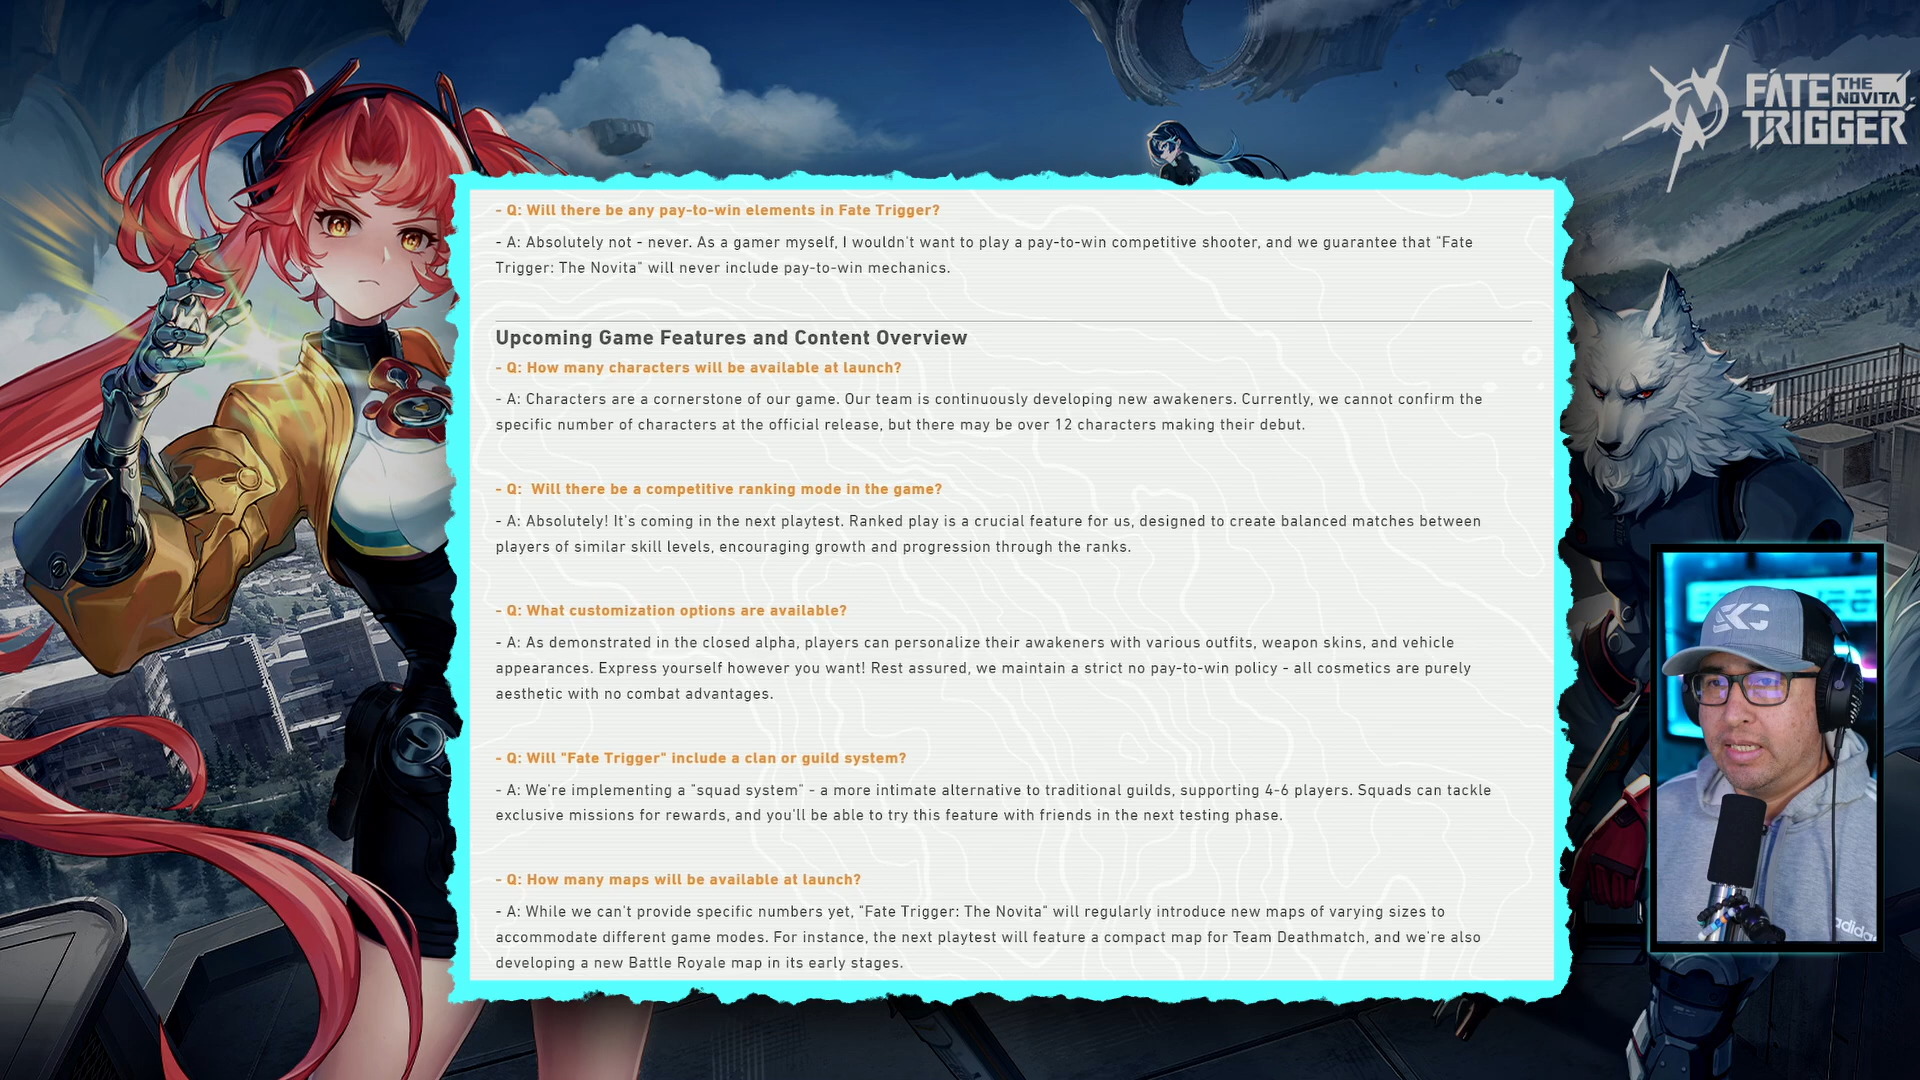 FATE THE NOVITA TRIGGER
- Q: Will there be any pay-to-win elements in Fate Trigger?
- A: Absolutely not - never. As a gamer myself, I wouldn't want to play a pay-to-win competitive shooter, and we guarantee that "Fate
Trigger: The Novita" will never include pay-to-win mechanics.
Upcoming Game Features and Content Overview
- Q: How many characters will be available at launch?
- A: Characters are a cornerstone of our game. Our team is continuously developing new awakeners. Currently, we cannot confirm the
specific number of characters at the official release, but there may be over 12 characters making their debut.
- Q:  Will there be a competitive ranking mode in the game?
- A: Absolutely! It's coming in the next playtest. Ranked play is a crucial feature for us, designed to create balanced matches between
players of similar skill levels, encouraging growth and progression through the ranks.
- Q: What customization options are available?
- A: As demonstrated in the closed alpha, players can personalize their awakeners with various outfits, weapon skins, and vehicle
appearances. Express yourself however you want! Rest assured, we maintain a strict no pay-to-win policy - all cosmetics are purely
aesthetic with no combat advantages.
- Q: Will "Fate Trigger" include a clan or guild system?
- A: We're implementing a "squad system" - a more intimate alternative to traditional guilds, supporting 4-6 players. Squads can tackle
exclusive missions for rewards, and you'll be able to try this feature with friends in the next testing phase.
- Q: How many maps will be available at launch?
- A: While we can't provide specific numbers yet, "Fate Trigger: The Novita" will regularly introduce new maps of varying sizes to
accommodate different game modes. For instance, the next playtest will feature a compact map for Team Deathmatch, and we're also
developing a new Battle Royale map in its early stages.
adidas